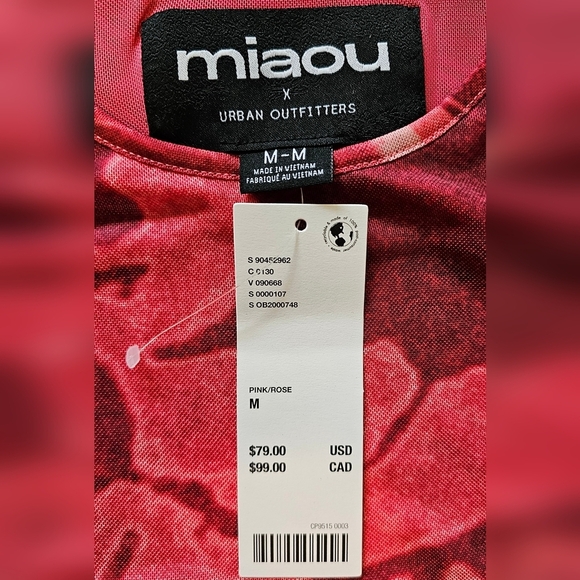 miaou
X
URBAN OUTFITTERS
M-M
MADE IN VIETNAM
FABRIQUÉ AU VIETNAM
S 90452962
C 0130
V 090668
S 0000107
S OB2000748
PINK/ROSE
M
$79.00 USD
$99.00 CAD
CP9515 0003